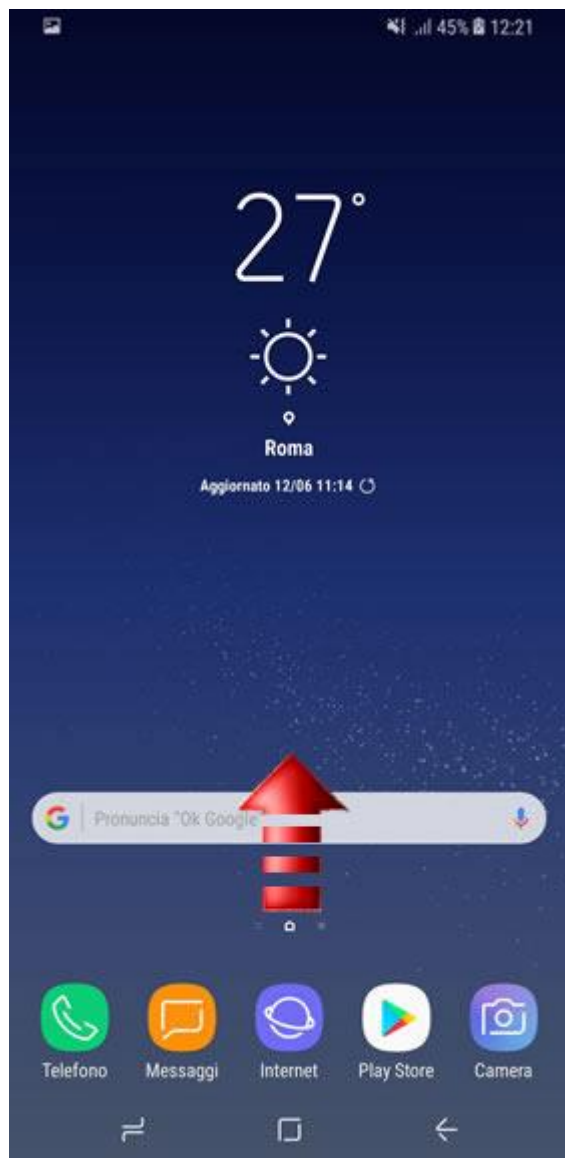 45% 12:21
27°
Roma
Aggiornato 12/06 11:14
Pronuncia "Ok Google"
Telefono Messaggi Internet Play Store Camera